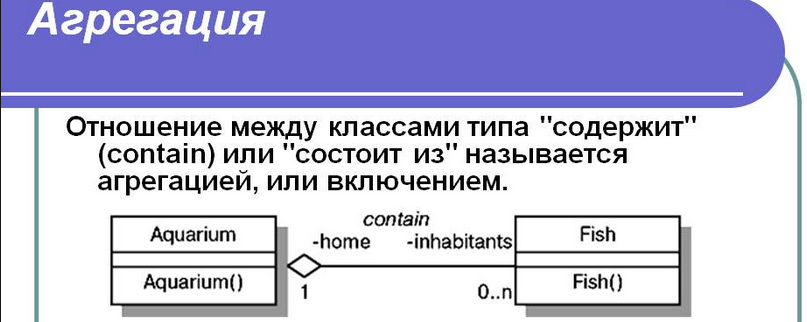 Агрегация
Отношение между классами типа "содержит"
(contain) или "состоит из" называется
агрегацией, или включением.
contain
Aquarium
-home
-inhabitants
Fish
Aquarium()
1
0..n
Fish()